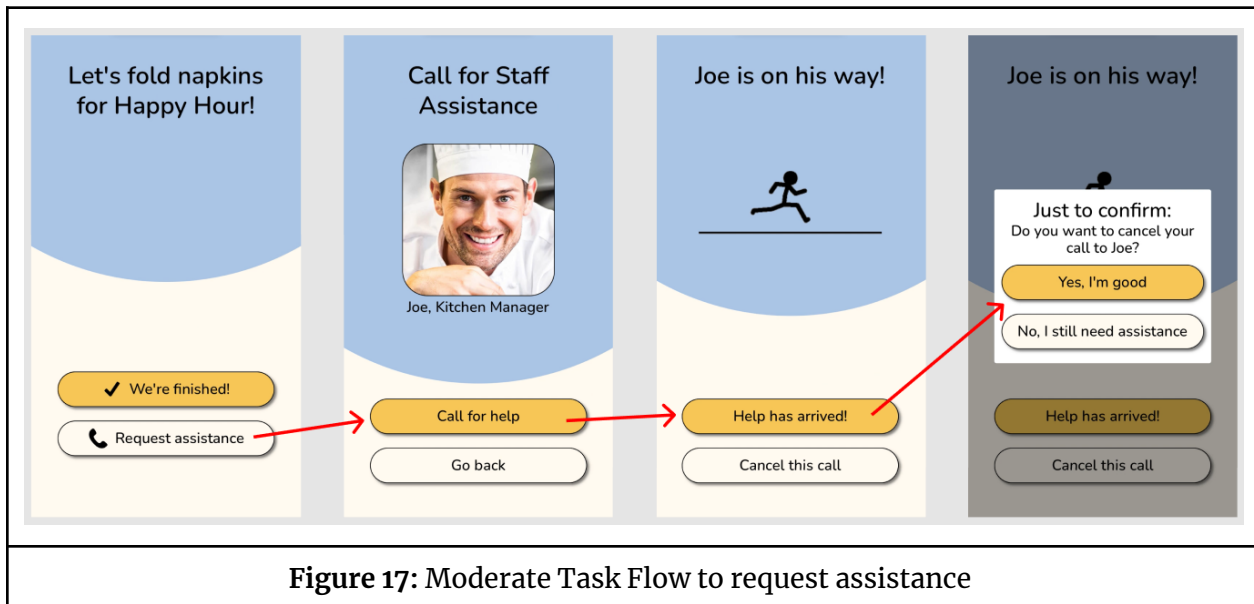 Let's fold napkins
for Happy Hour!
✓ We're finished!
Request assistance
Call for Staff
Assistance
Joe, Kitchen Manager
Call for help
Go back
Joe is on his way!
Help has arrived!
Cancel this call
Joe is on his way!
Just to confirm:
Do you want to cancel your
call to Joe?
Yes, I'm good
No, I still need assistance
Help has arrived!
Cancel this call
Figure 17: Moderate Task Flow to request assistance